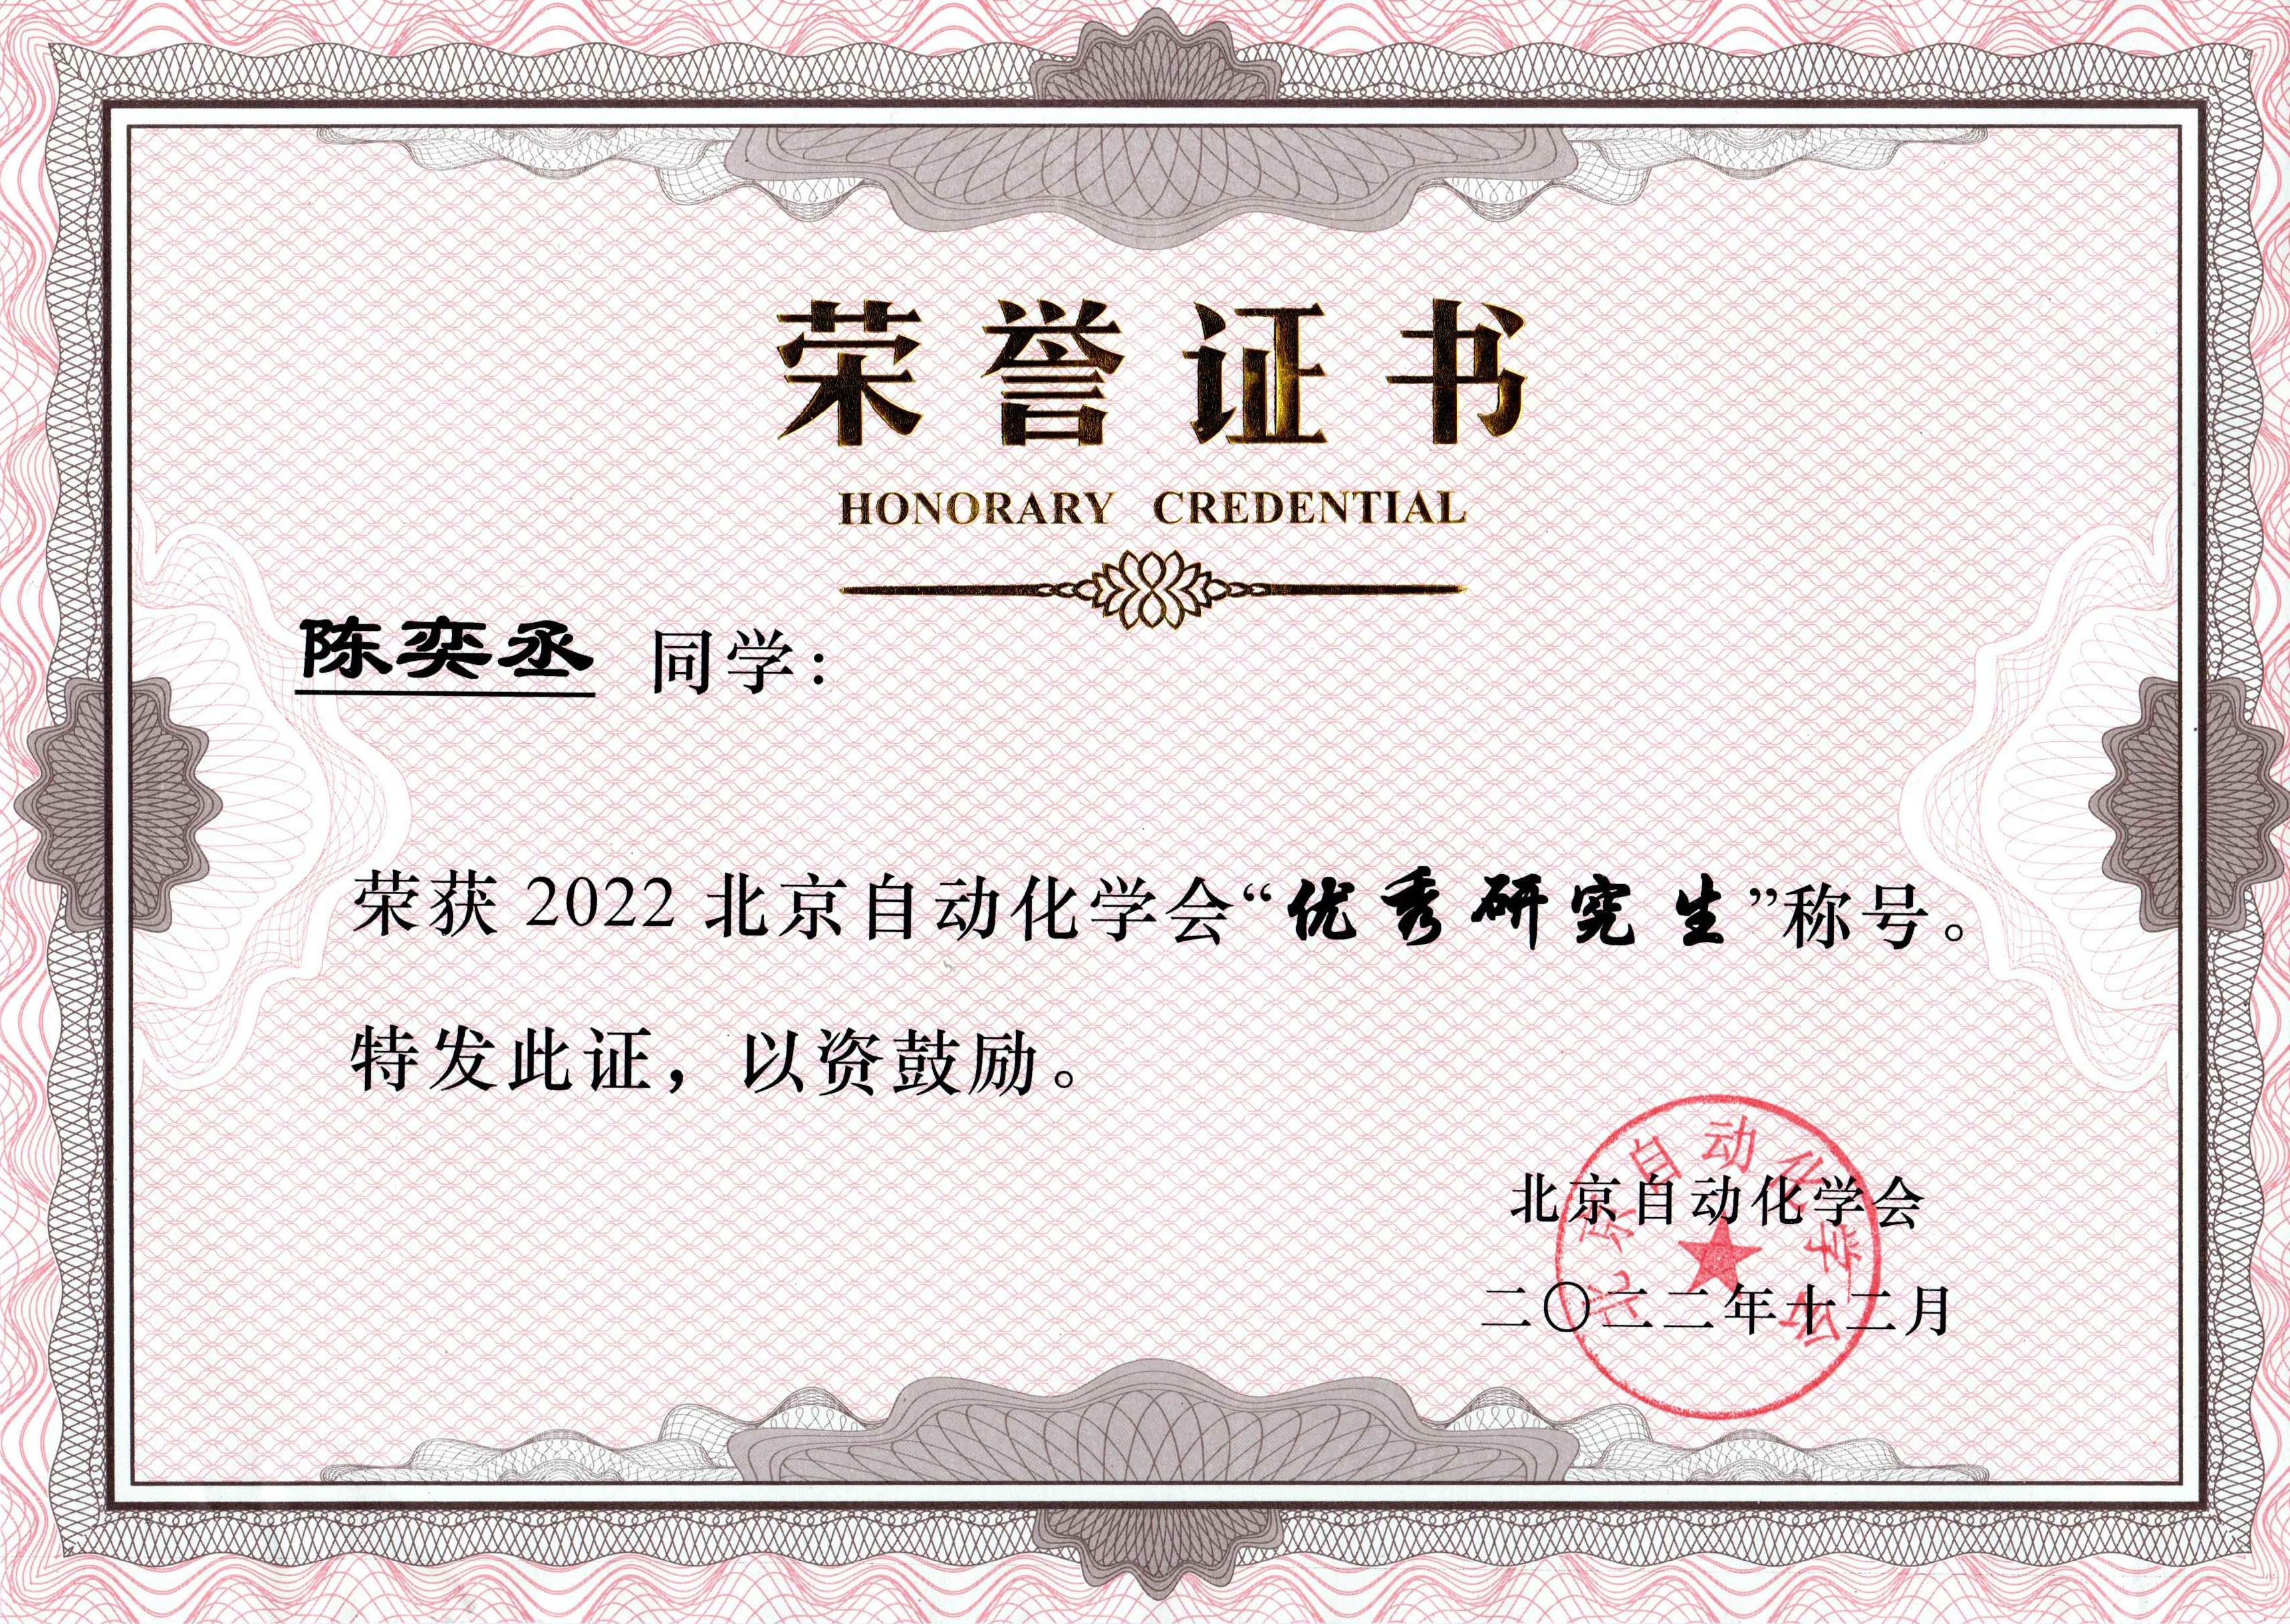 荣誉证书
HONORARY CREDENTIAL
陈奕丞 同学:
荣获 2022 北京自动化学会“优秀研究生”称号。
特发此证，以资鼓励。
北京自动化学会
二〇二二年十二月
北京自动化学会